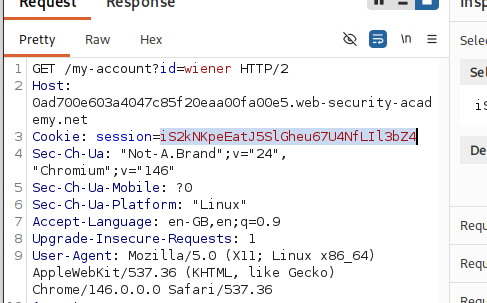 Request Response
Insp
Pretty Raw Hex
\n
Selec
1 GET /my-account?id=wiener HTTP/2
Sel
2 Host:
0ad700e603a4047c85f20eaa00fa00e5.web-security-acad
emy.net
3 Cookie: session=iS2kNKpeEatJ5SlGheu67U4NfLIl3bZ4
4 Sec-Ch-Ua: "Not-A.Brand";v="24",
"Chromium";v="146"
De
5 Sec-Ch-Ua-Mobile: ?0
6 Sec-Ch-Ua-Platform: "Linux"
7 Accept-Language: en-GB,en;q=0.9
Requ
8 Upgrade-Insecure-Requests: 1
9 User-Agent: Mozilla/5.0 (X11; Linux x86_64)
Requ
AppleWebKit/537.36 (KHTML, like Gecko)
Chrome/146.0.0.0 Safari/537.36